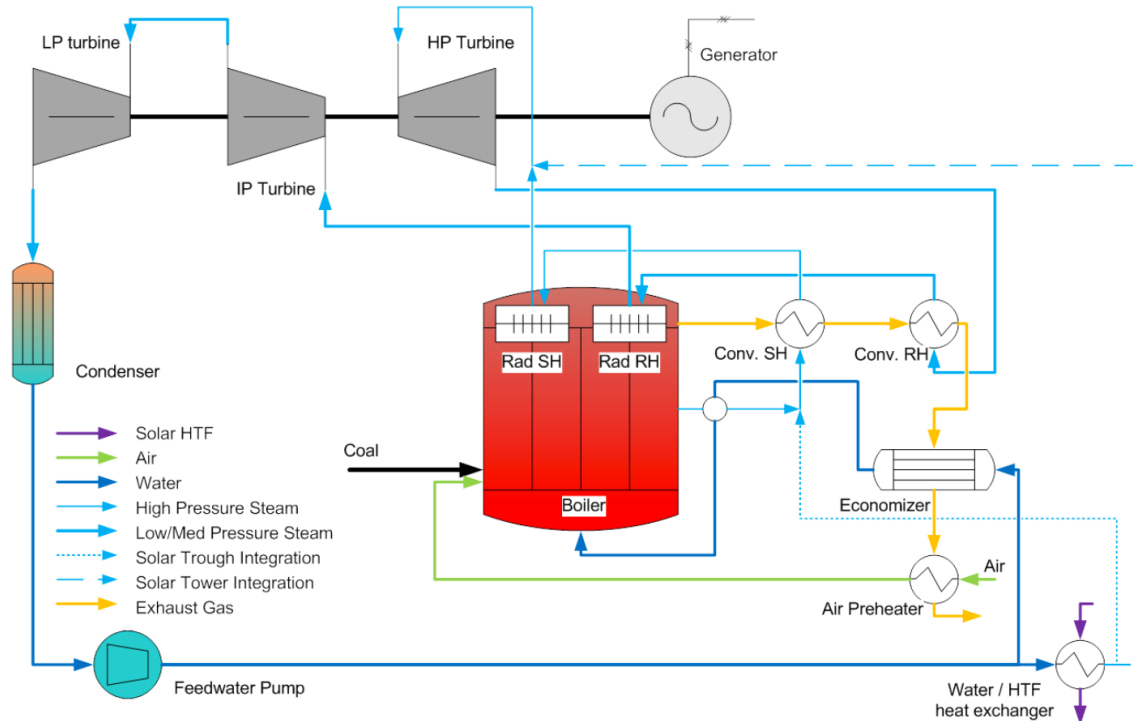 LP turbine
HP Turbine
Generator
IP Turbine
Rad SH
Rad RH
Conv. SH
Conv. RH
Condenser
Solar HTF
Air
Water
High Pressure Steam
Low/Med Pressure Steam
Solar Trough Integration
Solar Tower Integration
Exhaust Gas
Coal
Boiler
Economizer
Air
Air Preheater
Feedwater Pump
Water / HTF
heat exchanger